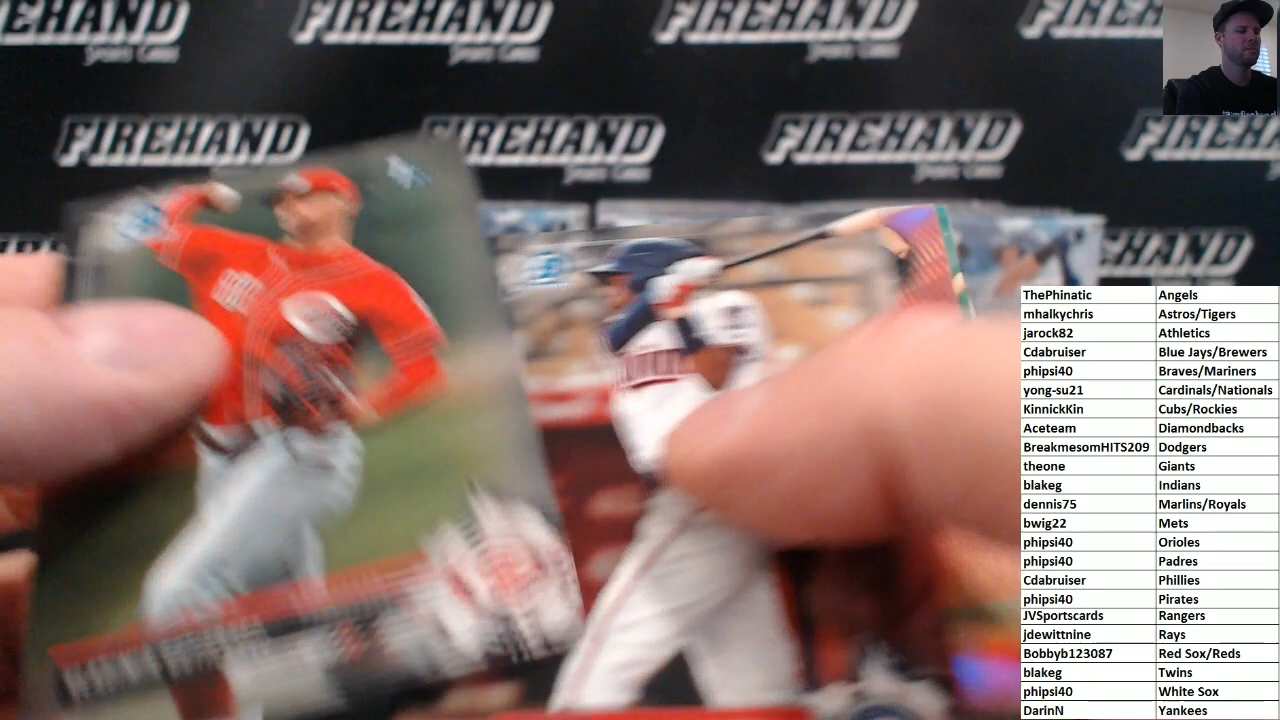 FIREHAND FIREHAND FIREHAND FIREHAND
FIREHAND FIREHAND FIREHAND FIREHAND
HAND
ThePhinatic Angels
mhalkychris Astros/Tigers
jarock82 Athletics
Cdabruiser Blue Jays/Brewers
phipsi40 Braves/Mariners
yong-su21 Cardinals/Nationals
KinnickKin Cubs/Rockies
Aceteam Diamondbacks
BreakmesomHITS209 Dodgers
theone Giants
blakeg Indians
dennis75 Marlins/Royals
bwig22 Mets
phipsi40 Orioles
phipsi40 Padres
Cdabruiser Phillies
phipsi40 Pirates
JVSportscards Rangers
jdewittnine Rays
Bobbyb123087 Red Sox/Reds
blakeg Twins
phipsi40 White Sox
DarinN Yankees